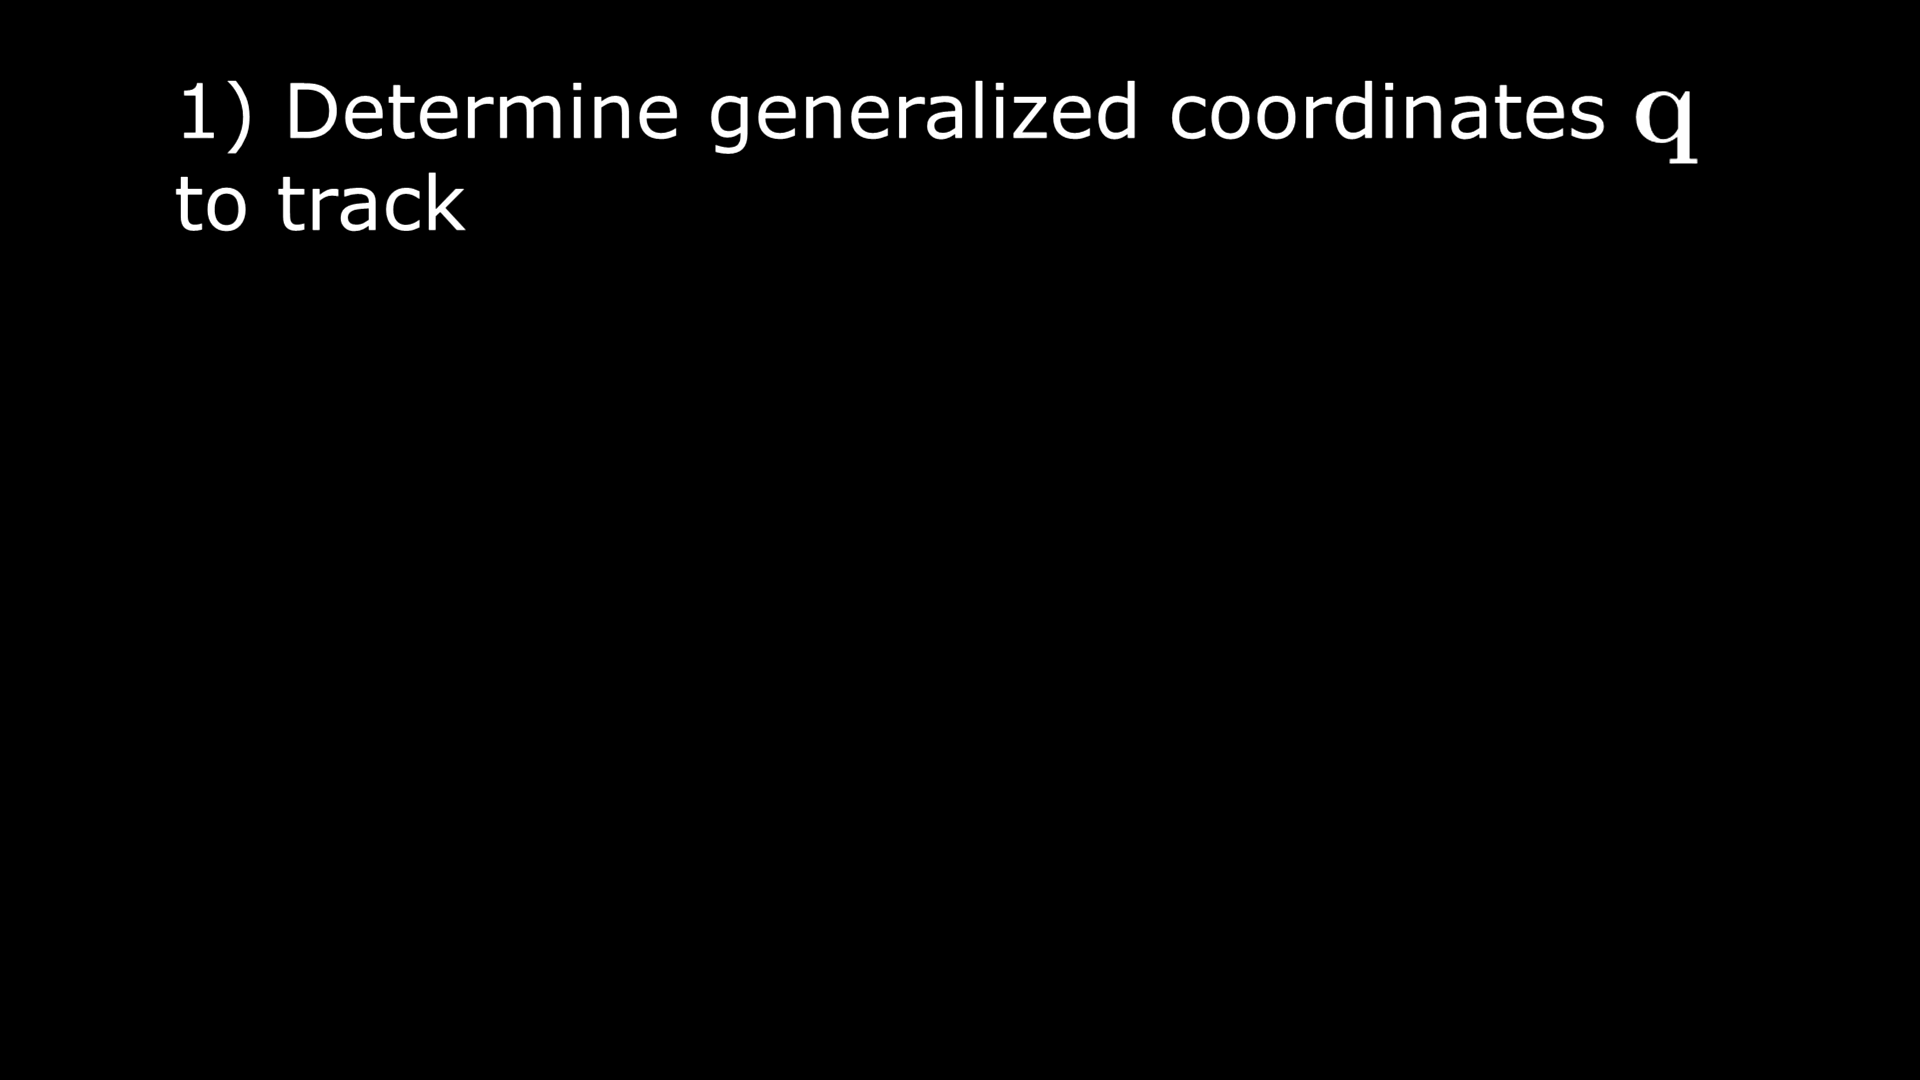 1) Determine generalized coordinates q
to track